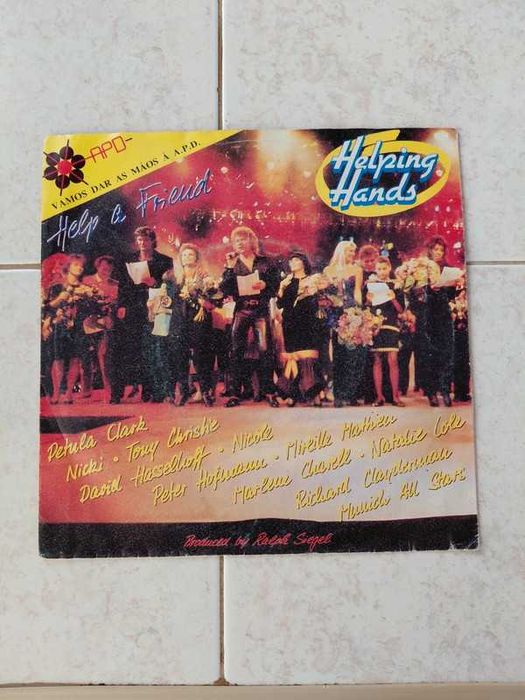 -APD-
VAMOS DAR AS MÃOS À A.P.D.
Helping
Hands
Help a Friend
Petula Clark
Nicki · Tony Christie
David Hasselhoff · Nicole
Peter Hofmann · Mireille Mathieu
Marlene Charell · Natalie Cole
Richard Clayderman
Munich All Stars
Produced by Ralph Siegel